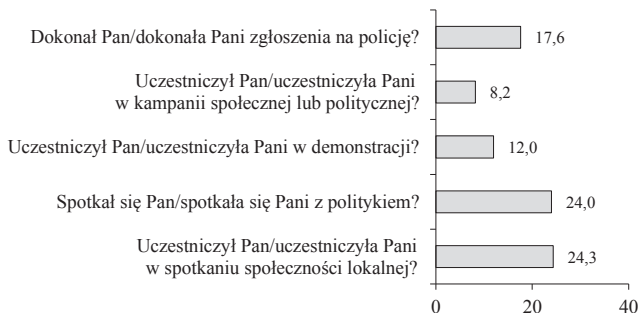 Dokonał Pan/dokonała Pani zgłoszenia na policję?
17,6
Uczestniczył Pan/uczestniczyła Pani
w kampanii społecznej lub politycznej?
8,2
Uczestniczył Pan/uczestniczyła Pani w demonstracji?
12,0
Spotkał się Pan/spotkała się Pani z politykiem?
24,0
Uczestniczył Pan/uczestniczyła Pani
w spotkaniu społeczności lokalnej?
24,3
0 20 40